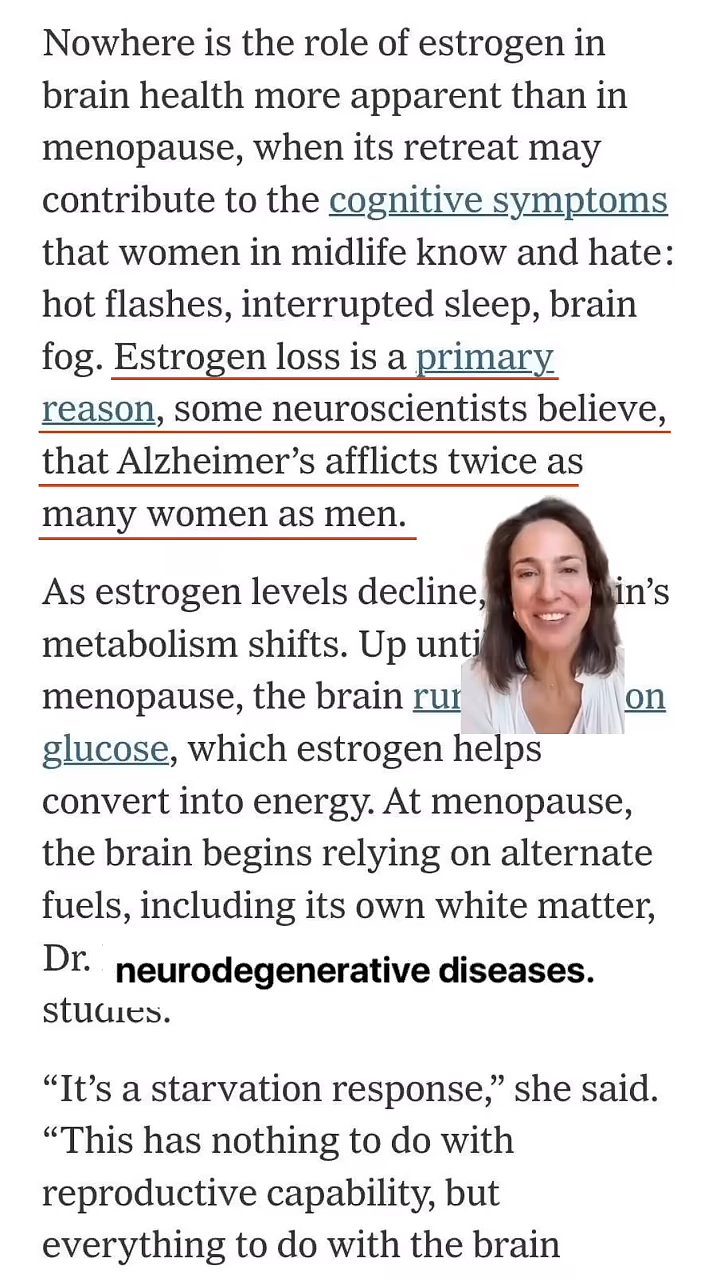 Nowhere is the role of estrogen in
brain health more apparent than in
menopause, when its retreat may
contribute to the cognitive symptoms
that women in midlife know and hate:
hot flashes, interrupted sleep, brain
fog. Estrogen loss is a primary
reason, some neuroscientists believe,
that Alzheimer’s afflicts twice as
many women as men.
As estrogen levels decline, in’s
metabolism shifts. Up unti
menopause, the brain on
glucose, which estrogen helps
convert into energy. At menopause,
the brain begins relying on alternate
fuels, including its own white matter,
Dr.
neurodegenerative diseases.
studies.
“It’s a starvation response,” she said.
“This has nothing to do with
reproductive capability, but
everything to do with the brain